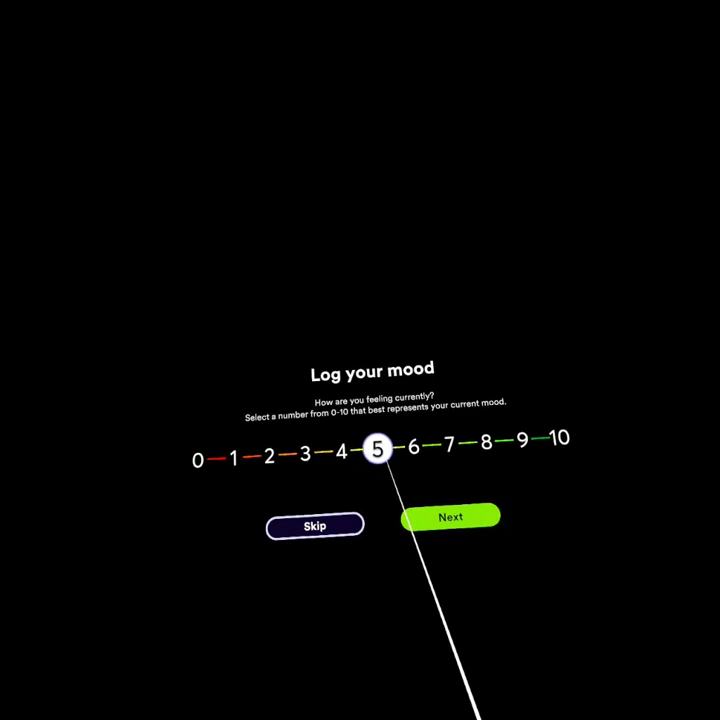 Log your mood
How are you feeling currently?
Select a number from 0-10 that best represents your current mood.
0 1 2 3 4 5 6 7 8 9 10
Skip Next